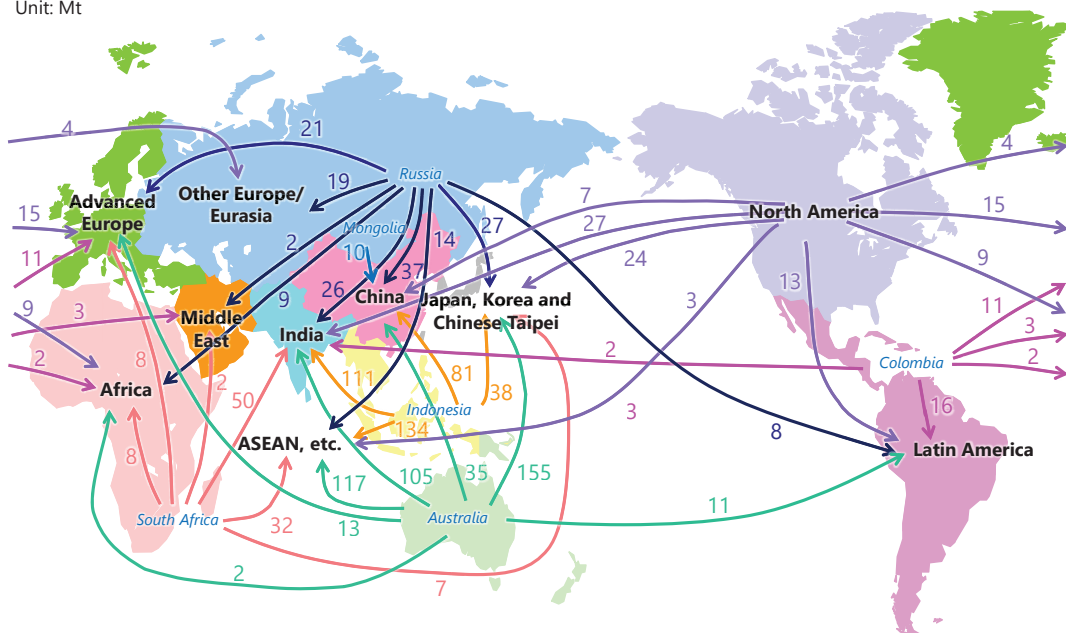 Unit: Mt
4
21
4
Russia
19
Other Europe/
Eurasia
Advanced
Europe
15
7
North America
15
Mongolia
14
27
27
2
10
24
9
11
37
13
26
9
China
Japan, Korea and
Chinese Taipei
3
11
9
3
Middle
East
India
3
2
8
2
Colombia
2
2
Africa
111
81
38
50
Indonesia
3
16
134
8
ASEAN, etc.
Latin America
8
117
105
35
155
South Africa
32
13
Australia
11
2
7